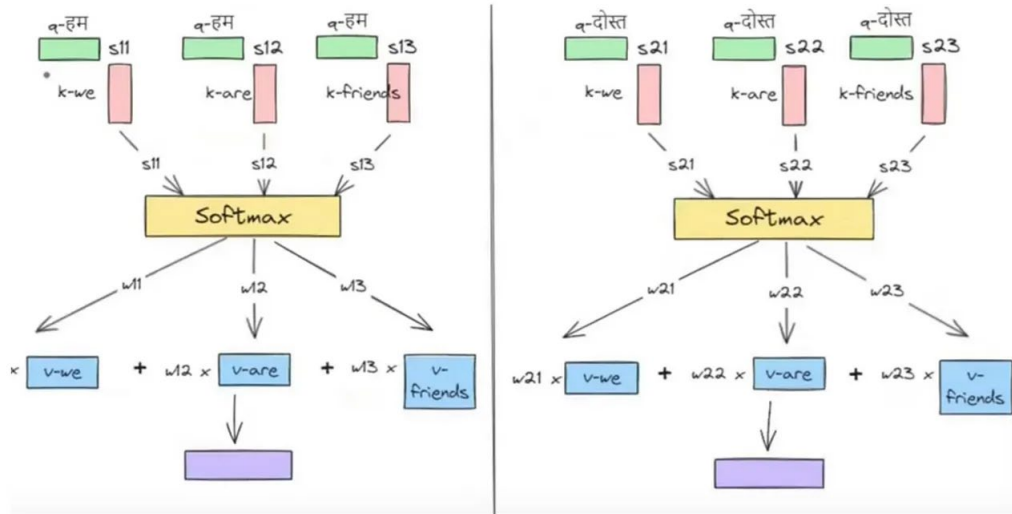 q-हम q-हम q-हम
s11 s12 s13
k-we k-are k-friends
s11 s12 s13
Softmax
w11 w12 w13
x v-we + w12 x v-are + w13 x v-
friends
q-दोस्त q-दोस्त q-दोस्त
s21 s22 s23
k-we k-are k-friends
s21 s22 s23
Softmax
w21 w22 w23
w21 x v-we + w22 x v-are + w23 x v-
friends